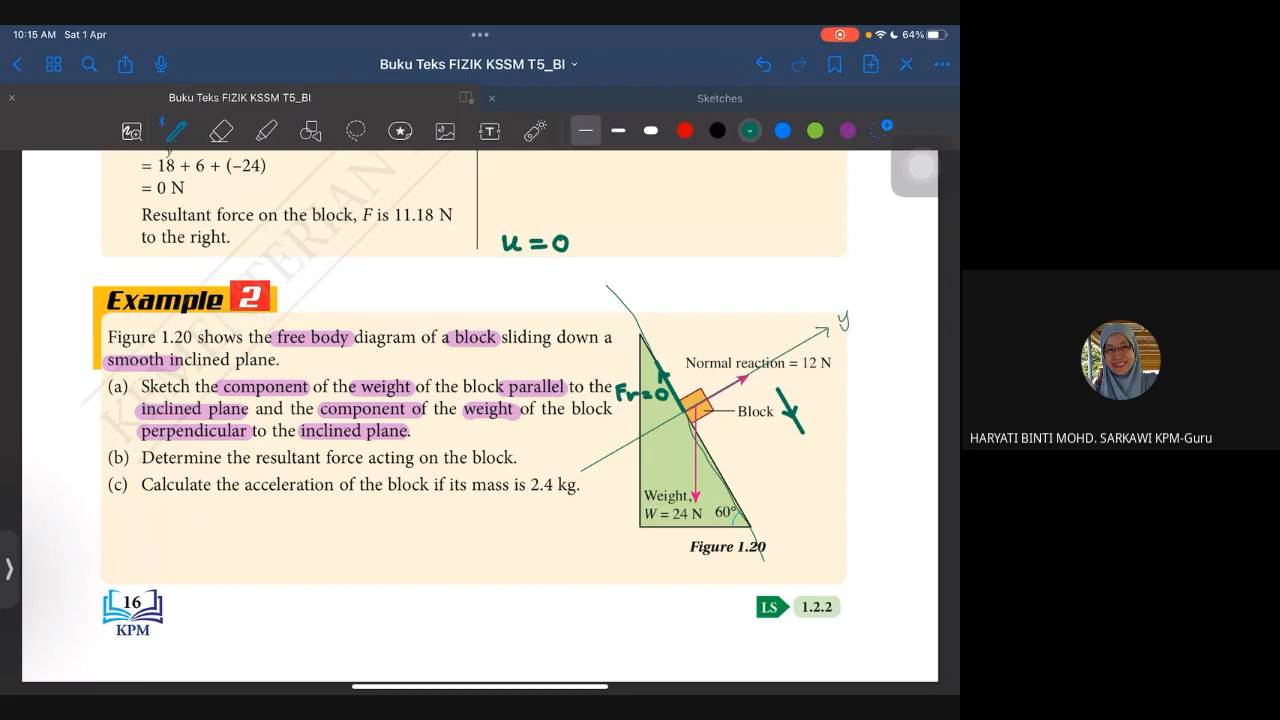 10:15 AM Sat 1 Apr
64%
Buku Teks FIZIK KSSM T5_BI
Buku Teks FIZIK KSSM T5_BI
Sketches
= 18 + 6 + (−24)
= 0 N
Resultant force on the block, F is 11.18 N
to the right.
u = 0
KEMENTERIAN
Example 2
Figure 1.20 shows the free body diagram of a block sliding down a
smooth inclined plane.
(a) Sketch the component of the weight of the block parallel to the
inclined plane and the component of the weight of the block
perpendicular to the inclined plane.
(b) Determine the resultant force acting on the block.
(c) Calculate the acceleration of the block if its mass is 2.4 kg.
y
Normal reaction = 12 N
Fr=0
Block
Weight,
W = 24 N 60°
Figure 1.20
16
KPM
LS 1.2.2
HARYATI BINTI MOHD. SARKAWI KPM-Guru